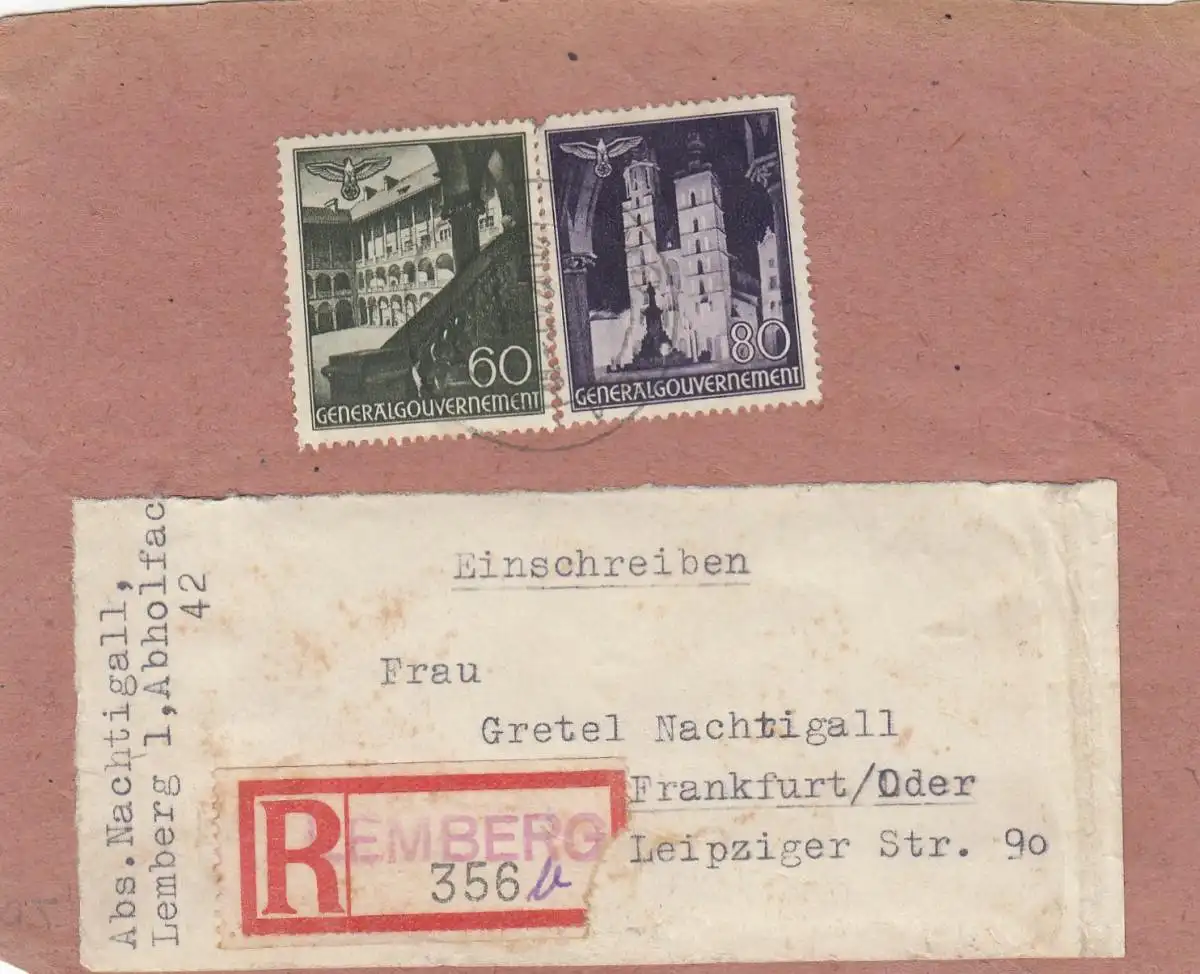 60
GENERALGOUVERNEMENT
80
GENERALGOUVERNEMENT
Einschreiben
Frau
Gretel Nachtigall
Frankfurt/Oder
Leipziger Str. 90
Abs.Nachtigall,
Lemberg 1,Abholfac
42
R
LEMBERG
356 b